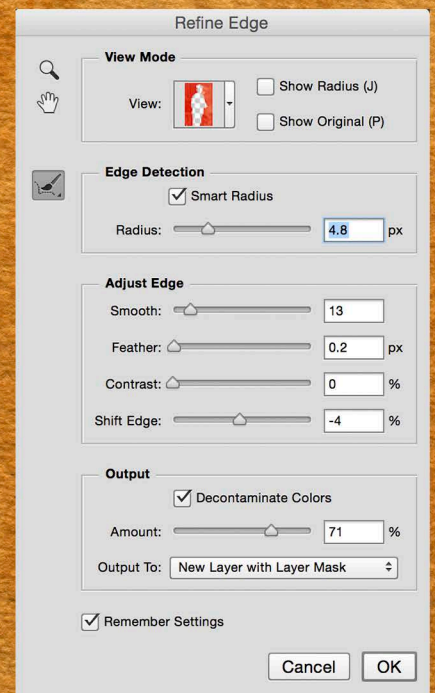 Refine Edge
View Mode
View:
Show Radius (J)
Show Original (P)
Edge Detection
Smart Radius
Radius: 4.8 px
Adjust Edge
Smooth: 13
Feather: 0.2 px
Contrast: 0 %
Shift Edge: -4 %
Output
Decontaminate Colors
Amount: 71 %
Output To: New Layer with Layer Mask
Remember Settings
Cancel OK